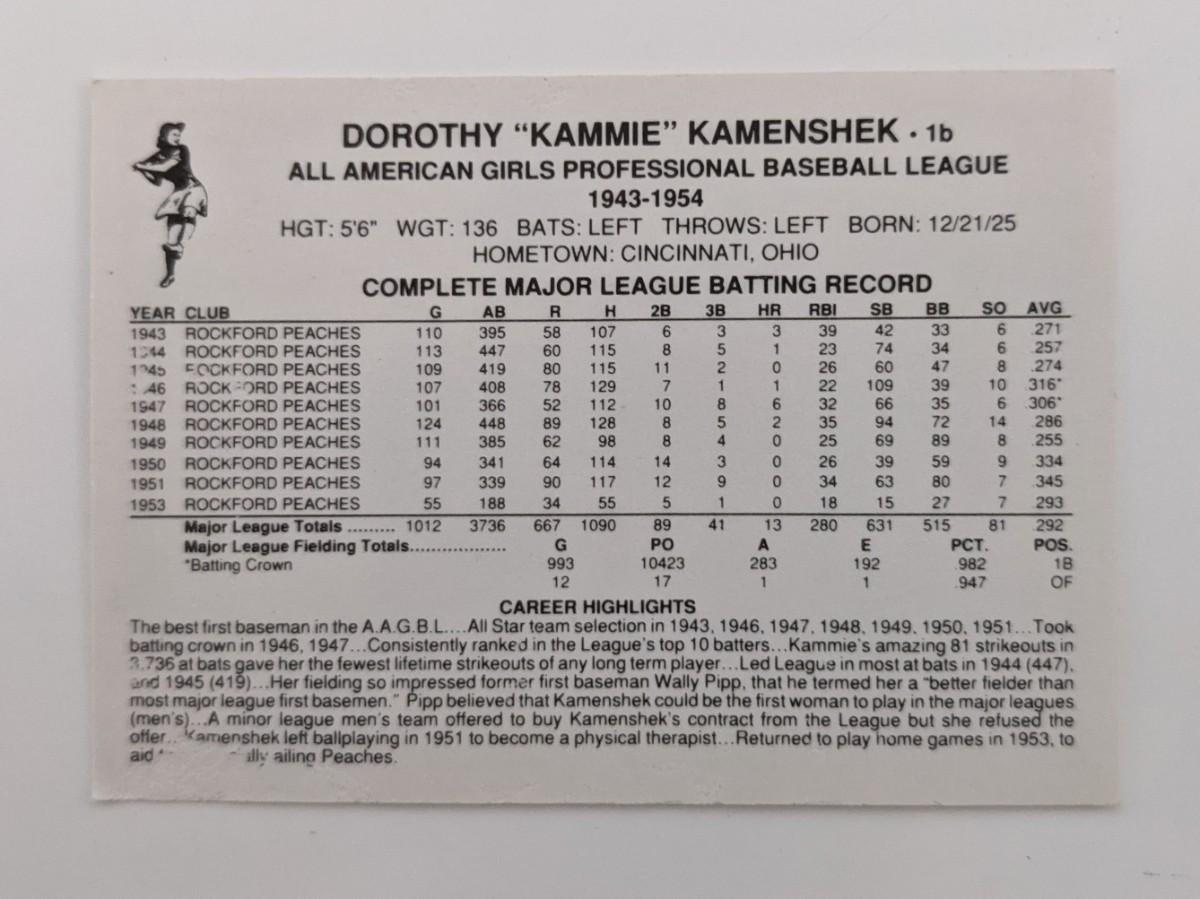 DOROTHY “KAMMIE” KAMENSHEK · 1b
ALL AMERICAN GIRLS PROFESSIONAL BASEBALL LEAGUE
1943-1954
HGT: 5'6" WGT: 136 BATS: LEFT THROWS: LEFT BORN: 12/21/25
HOMETOWN: CINCINNATI, OHIO
COMPLETE MAJOR LEAGUE BATTING RECORD
YEAR CLUB G AB R H 2B 3B HR RBI SB BB SO AVG
1943 ROCKFORD PEACHES 110 395 58 107 6 3 3 39 42 33 6 .271
1944 ROCKFORD PEACHES 113 447 60 115 8 5 1 23 74 34 6 .257
1945 ROCKFORD PEACHES 109 419 80 115 11 2 0 26 60 47 8 .274
1946 ROCKFORD PEACHES 107 408 78 129 7 1 1 22 109 39 10 .316*
1947 ROCKFORD PEACHES 101 366 52 112 10 8 6 32 66 35 6 .306*
1948 ROCKFORD PEACHES 124 448 89 128 8 5 2 35 94 72 14 .286
1949 ROCKFORD PEACHES 111 385 62 98 8 4 0 25 69 89 8 .255
1950 ROCKFORD PEACHES 94 341 64 114 14 3 0 26 39 59 9 .334
1951 ROCKFORD PEACHES 97 339 90 117 12 9 0 34 63 80 7 .345
1953 ROCKFORD PEACHES 55 188 34 55 5 1 0 18 15 27 7 .293
Major League Totals ......... 1012 3736 667 1090 89 41 13 280 631 515 81 .292
Major League Fielding Totals.................. G PO A E PCT. POS.
*Batting Crown 993 10423 283 192 .982 1B
12 17 1 1 .947 OF
CAREER HIGHLIGHTS
The best first baseman in the A.A.G.B.L....All Star team selection in 1943, 1946, 1947, 1948, 1949, 1950, 1951...Took
batting crown in 1946, 1947...Consistently ranked in the League's top 10 batters...Kammie's amazing 81 strikeouts in
3,736 at bats gave her the fewest lifetime strikeouts of any long term player...Led League in most at bats in 1944 (447),
and 1945 (419)...Her fielding so impressed former first baseman Wally Pipp, that he termed her a “better fielder than
most major league first basemen.” Pipp believed that Kamenshek could be the first woman to play in the major leagues
(men's)...A minor league men's team offered to buy Kamenshek's contract from the League but she refused the
offer...Kamenshek left ballplaying in 1951 to become a physical therapist...Returned to play home games in 1953, to
aid ailing Peaches.